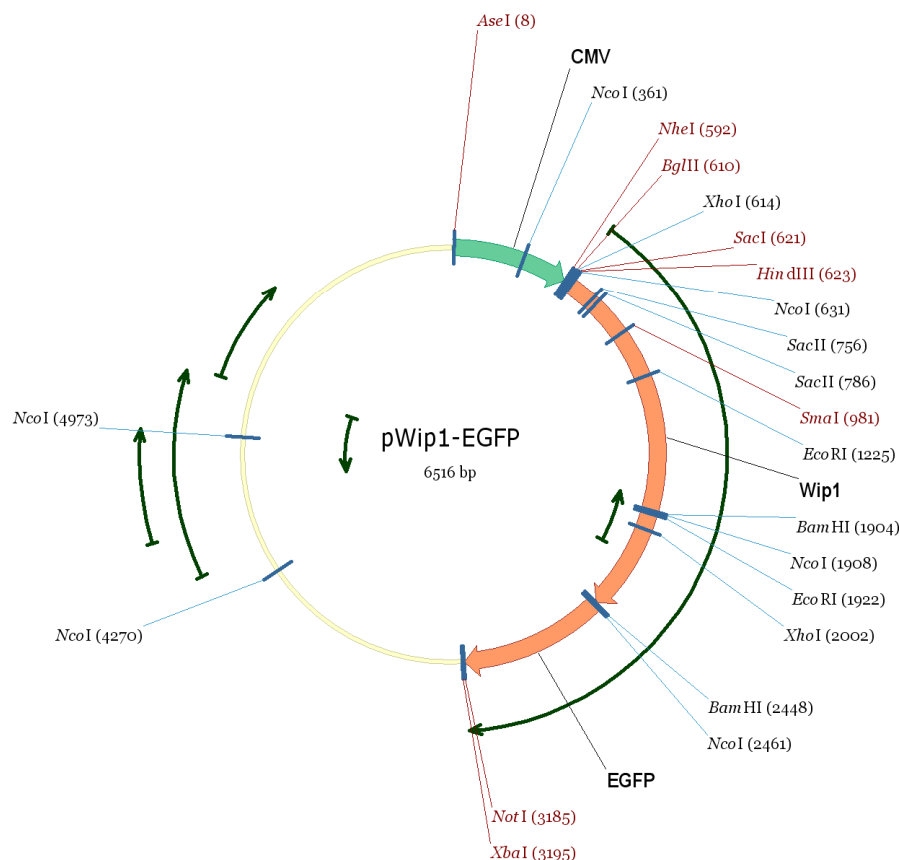 AseI (8)
CMV
NcoI (361)
NheI (592)
BglII (610)
XhoI (614)
SacI (621)
HindIII (623)
NcoI (631)
SacII (756)
SacII (786)
SmaI (981)
EcoRI (1225)
Wip1
BamHI (1904)
NcoI (1908)
EcoRI (1922)
XhoI (2002)
BamHI (2448)
NcoI (2461)
EGFP
NotI (3185)
XbaI (3195)
NcoI (4270)
NcoI (4973)
pWip1-EGFP
6516 bp